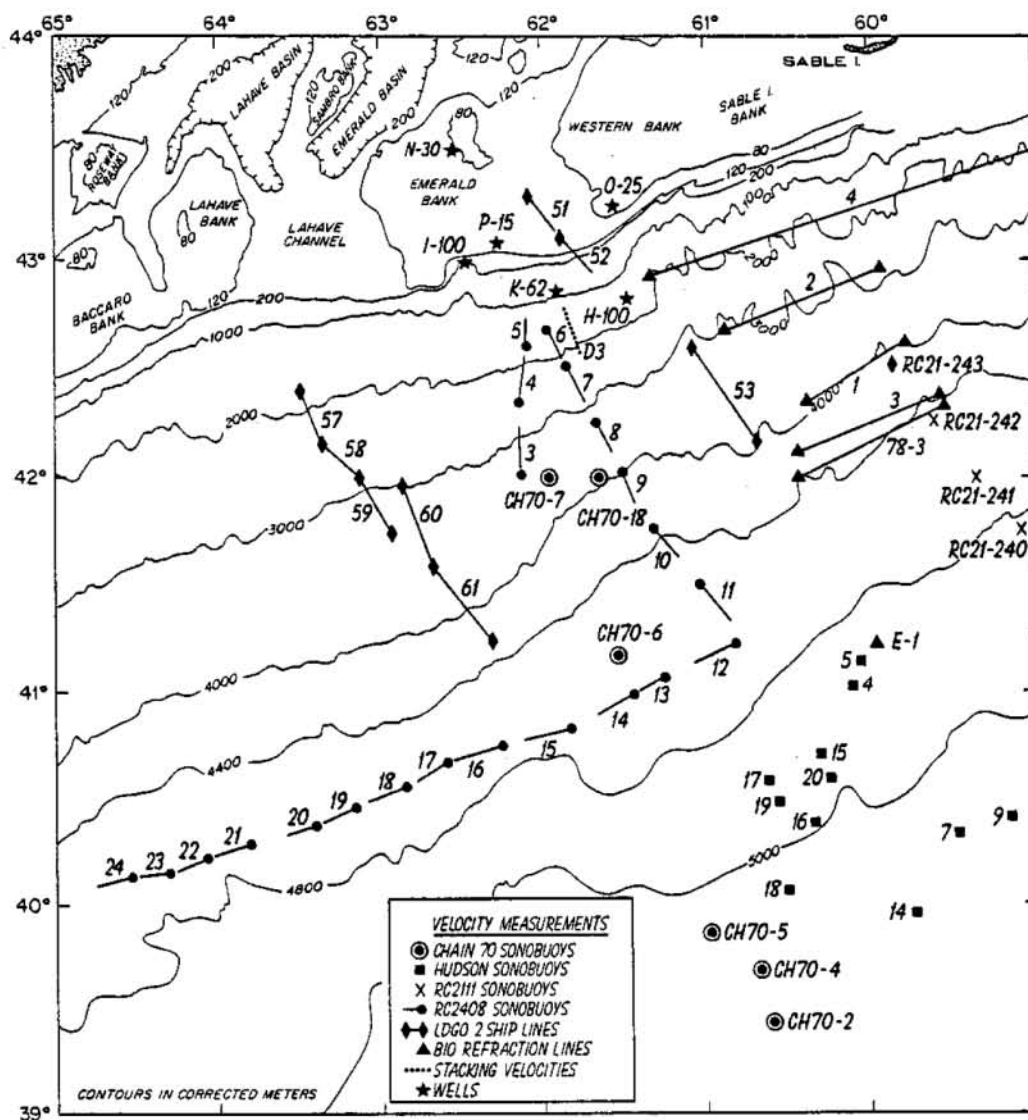 65° 64° 63° 62° 61° 60°
44°
SABLE I.
120
200
LAHAVE BASIN
120
SAMBRO BANK
EMERALD BASIN
200
120
80
WESTERN BANK
SABLE I. BANK
80
ROSEWAY BANK
N-30
80
120
200
EMERALD BANK
O-25
51
1000
4
LAHAVE BANK
80
LAHAVE CHANNEL
P-15
I-100
52
2000
43°
80
BACCARO BANK
120
200
1000
K-62
H-100
2
3000
5
6
D3
7
4
53
1
RC21-243
2000
57
8
4000
3
RC21-242
58
3
78-3
42°
9
CH70-7
CH70-18
RC21-241
3000
59
60
10
RC21-240
61
11
CH70-6
12
E-1
5
4
41°
4000
13
14
15
4400
17
16
15
17
20
18
19
19
16
20
9
21
7
22
23
24
5000
4800
18
40°
14
CH70-5
CH70-4
CH70-2
VELOCITY MEASUREMENTS
CHAIN 70 SONOBUOYS
HUDSON SONOBUOYS
RC2111 SONOBUOYS
RC2408 SONOBUOYS
LDGO 2 SHIP LINES
BIO REFRACTION LINES
STACKING VELOCITIES
WELLS
CONTOURS IN CORRECTED METERS
39°